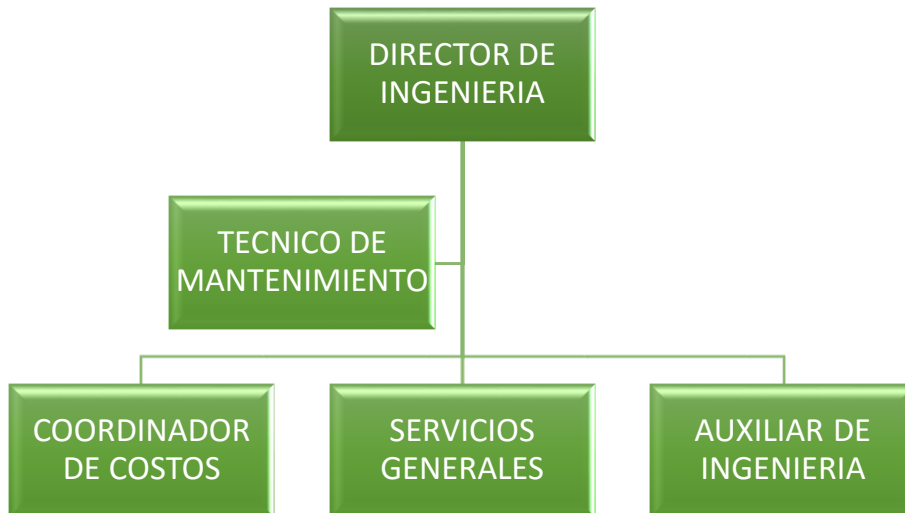 DIRECTOR DE
INGENIERIA
TECNICO DE
MANTENIMIENTO
COORDINADOR
DE COSTOS
SERVICIOS
GENERALES
AUXILIAR DE
INGENIERIA